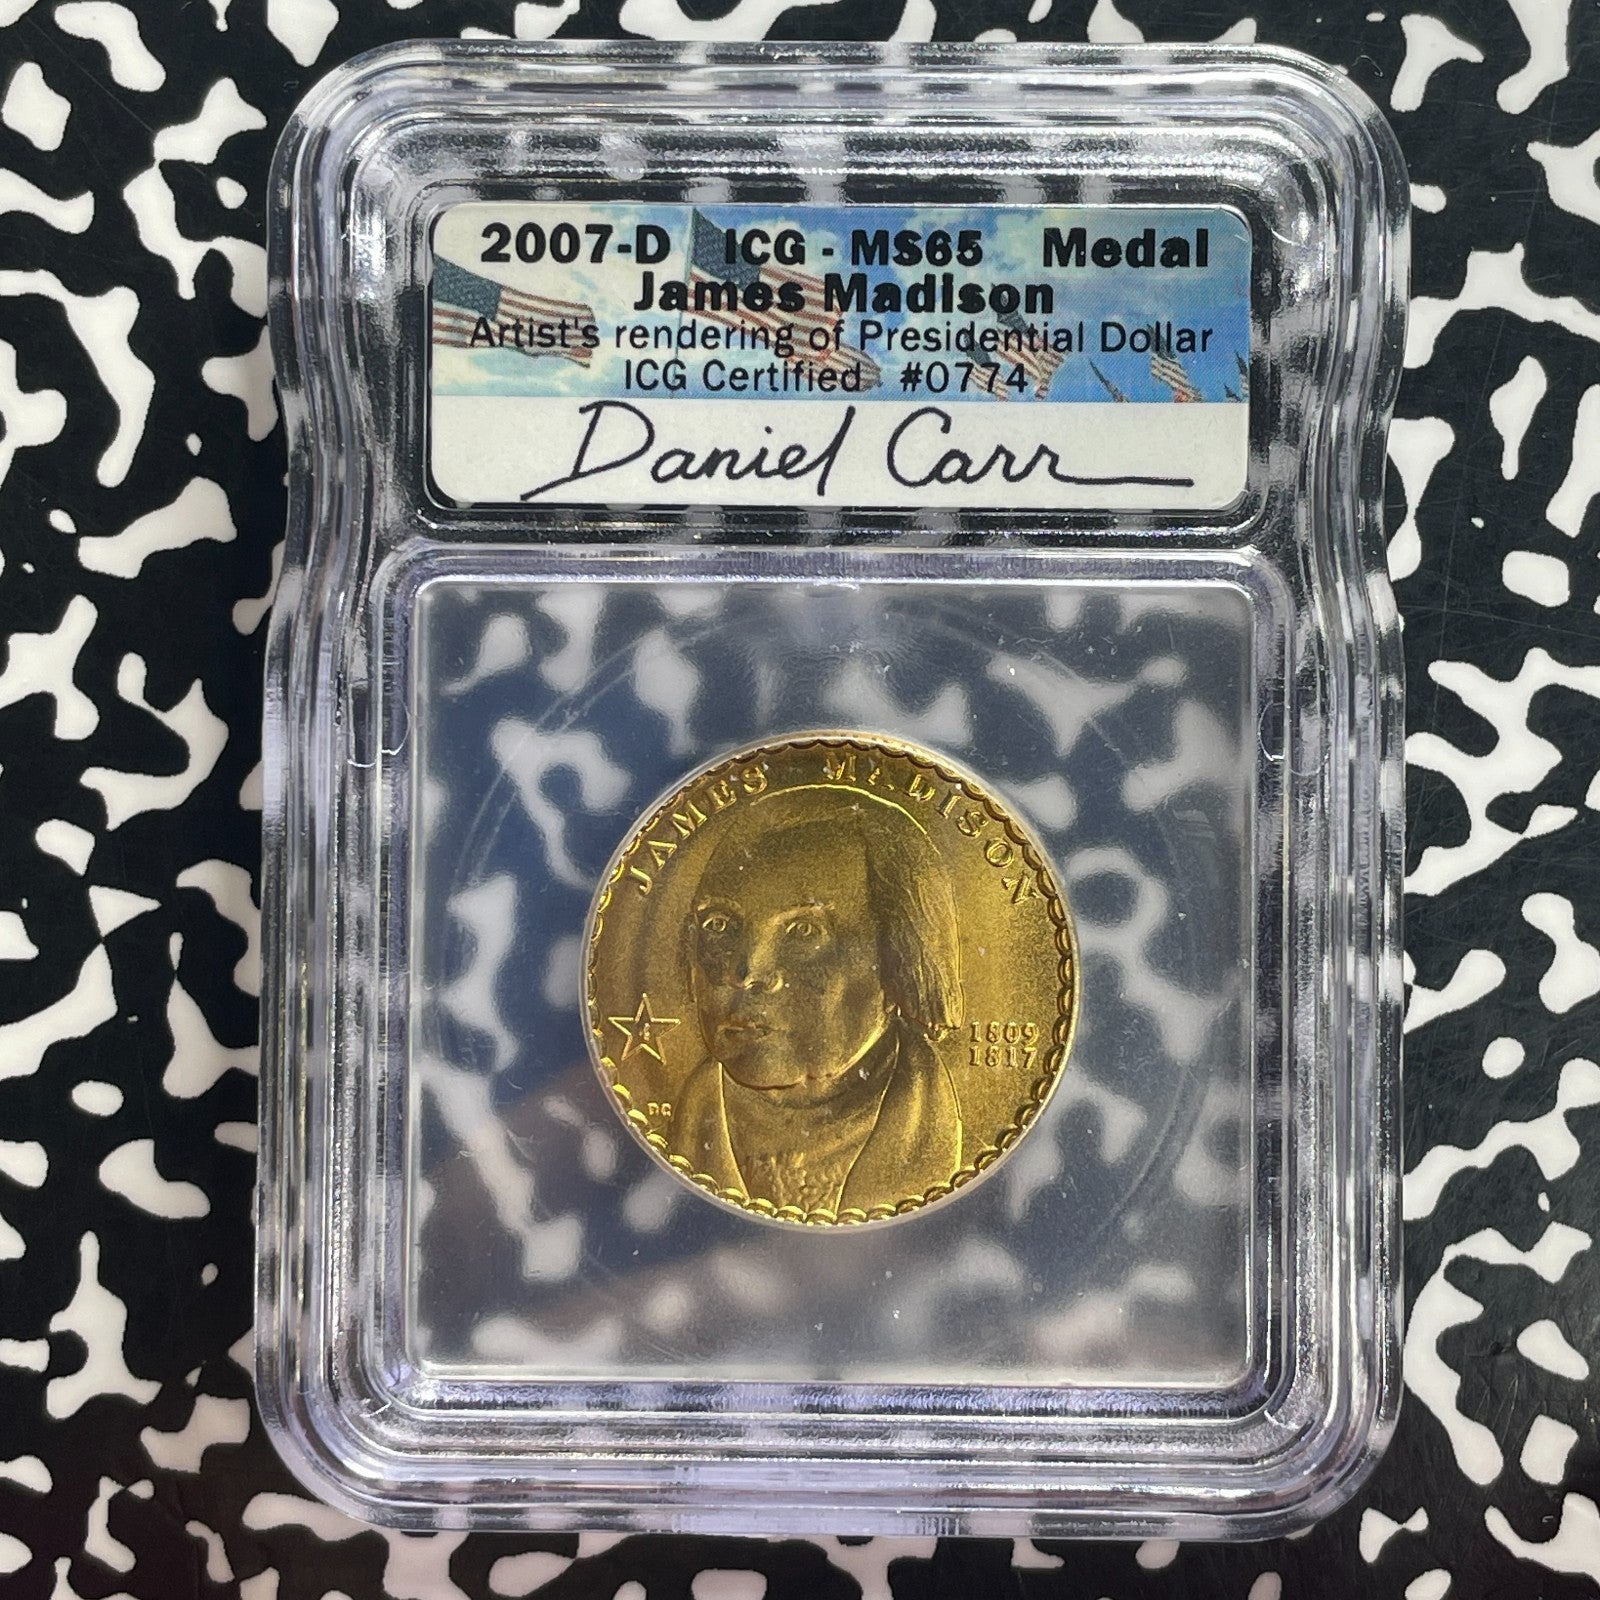 2007-D ICG - MS65 Medal
James Madison
Artist's rendering of Presidential Dollar
ICG Certified #0774
Daniel Carr
JAMES MADISON
4
1809
1817
DC